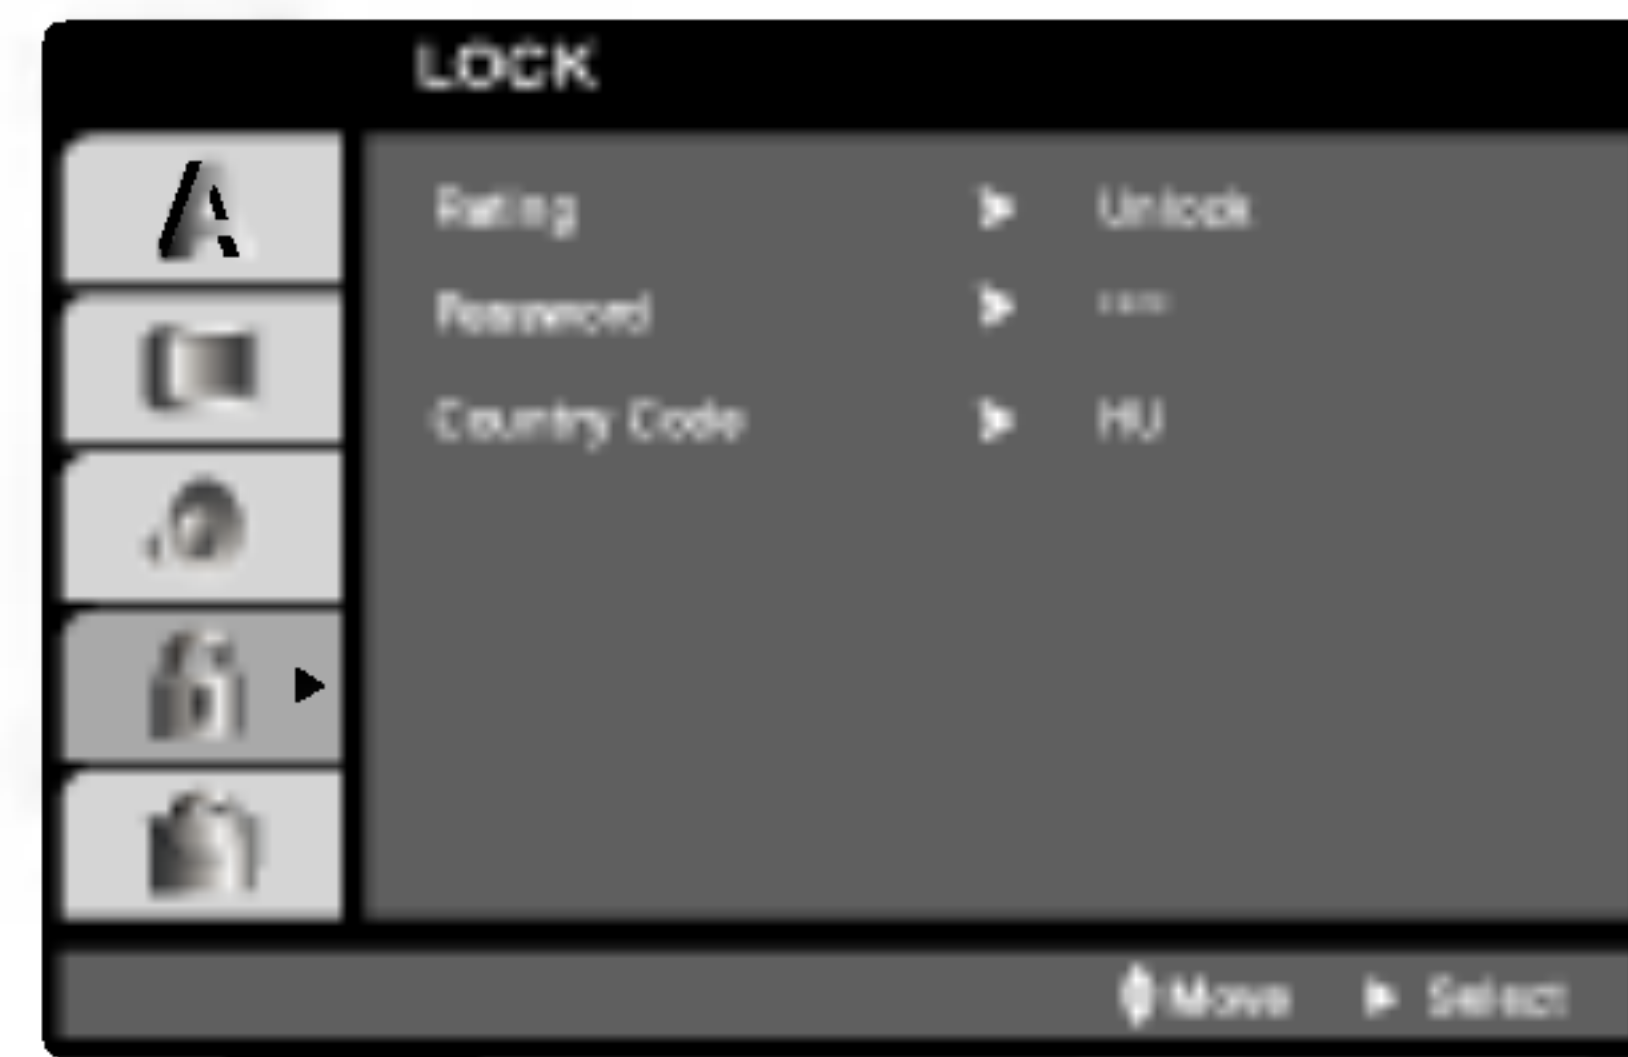 LOCK
A
Rating Unlock
Password ****
Country Code HU
Move Select